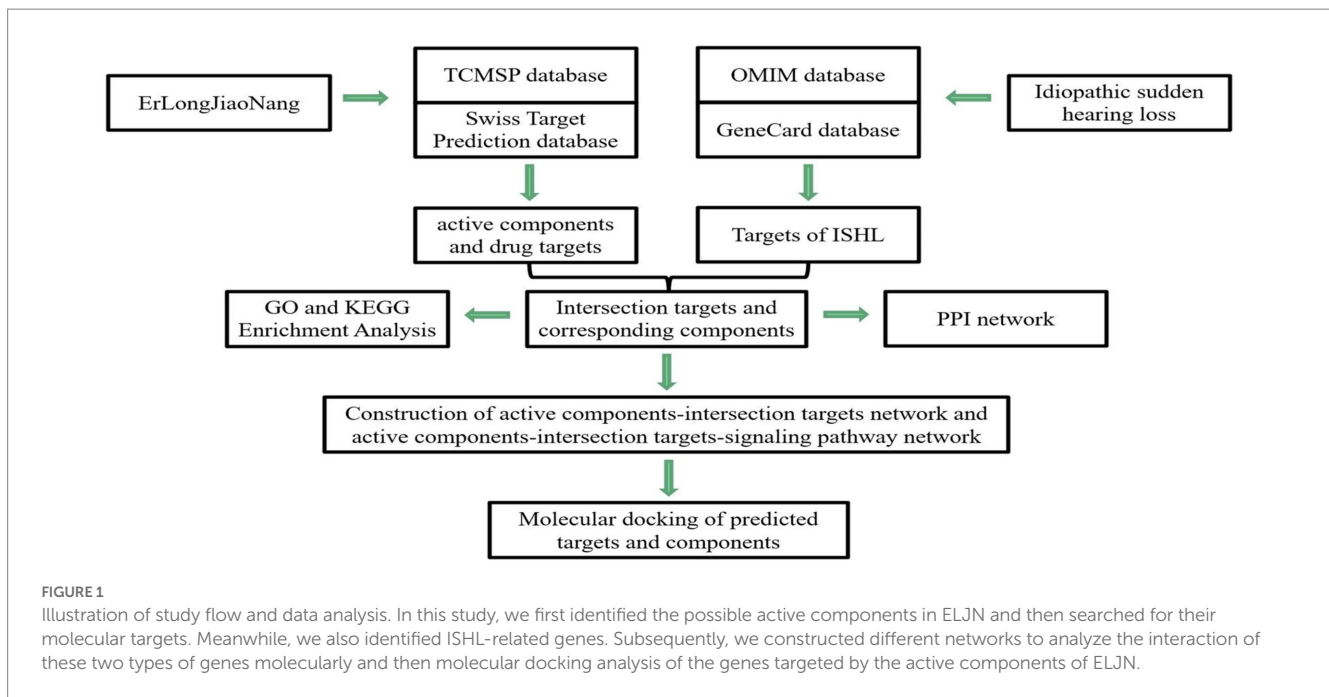 ErLongJiaoNang
TCMSP database
Swiss Target
Prediction database
OMIM database
GeneCard database
Idiopathic sudden
hearing loss
active components
and drug targets
Targets of ISHL
GO and KEGG
Enrichment Analysis
Intersection targets and
corresponding components
PPI network
Construction of active components-intersection targets network and
active components-intersection targets-signaling pathway network
Molecular docking of predicted
targets and components
FIGURE 1
Illustration of study flow and data analysis. In this study, we first identified the possible active components in ELJN and then searched for their
molecular targets. Meanwhile, we also identified ISHL-related genes. Subsequently, we constructed different networks to analyze the interaction of
these two types of genes molecularly and then molecular docking analysis of the genes targeted by the active components of ELJN.